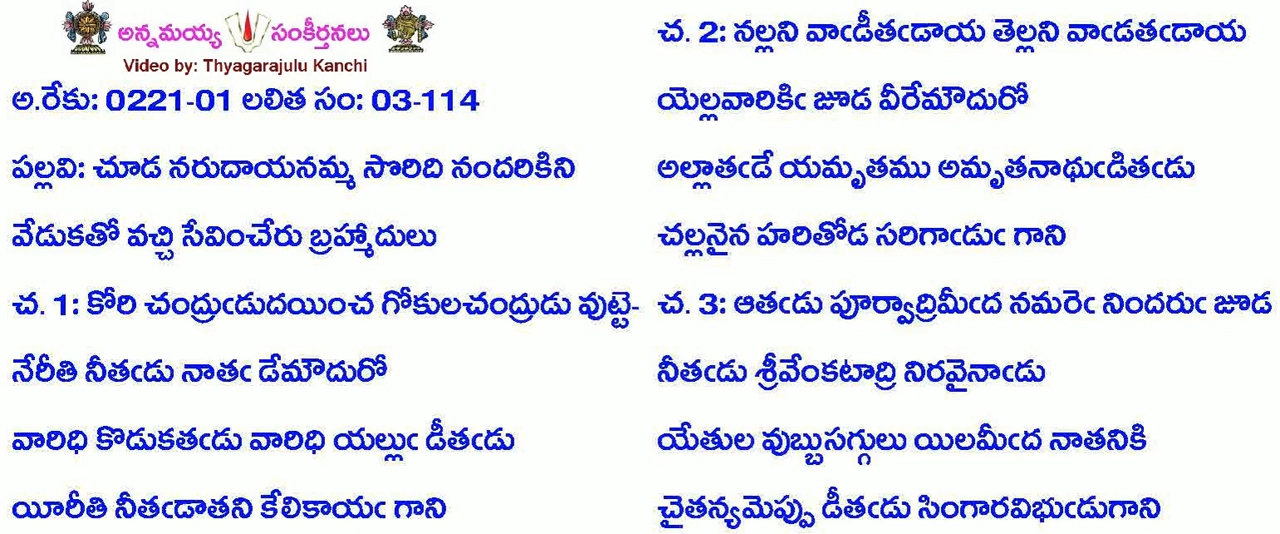 అన్నమయ్య సంకీర్తనలు
Video by: Thyagarajulu Kanchi
అ.రేకు: 0221-01 లలిత సం: 03-114
పల్లవి: చూడ నరుదాయనమ్మ సొరిది నందరికిని
వేడుకతో వచ్చి సేవించేరు బ్రహ్మాదులు
చ. 1: కోరి చంద్రుఁడుదయించ గోకులచంద్రుడు వుట్టె-
నేరీతి నీతఁడు నాతఁ డేమౌదురో
వారిధి కొడుకతఁడు వారిధి యల్లుఁ డీతఁడు
యీరీతి నీతఁడాతని కేలికాయఁ గాని
చ. 2: నల్లని వాఁడీతఁడాయ తెల్లని వాఁడతఁడాయ
యెల్లవారికిఁ జూడ వీరేమౌదురో
అల్లాతఁడే యమృతము అమృతనాథుఁడితఁడు
చల్లనైన హరితోడ సరిగాఁడుఁ గాని
చ. 3: ఆతఁడు పూర్వాద్రిమీఁద నమరెఁ నిందరుఁ జూడ
నీతఁడు శ్రీవేంకటాద్రి నిరవైనాఁడు
యేతుల వుబ్బుసగ్గులు యిలమీఁద నాతనికి
చైతన్యమెప్పు డీతఁడు సింగారవిభుఁడుగాని